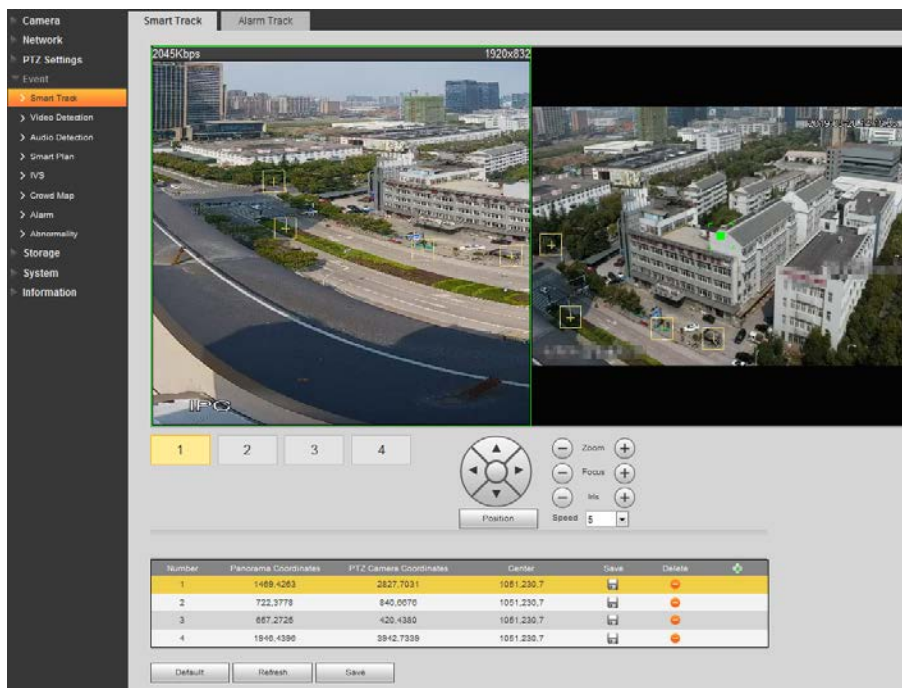 Camera
Network
PTZ Settings
Event
Smart Track
Video Detection
Audio Detection
Smart Plan
IVS
Crowd Map
Alarm
Abnormality
Storage
System
Information
Smart Track Alarm Track
2045Kbps 1920x832
IPC
1 2 3 4
Zoom
Focus
Iris
Position Speed 5
Number Panorama Coordinates PTZ Camera Coordinates Center Save Delete
1 1469,4263 2827,7031 1051,230,7
2 722,3778 840,6676 1051,230,7
3 667,2725 420,4380 1051,230,7
4 1946,4396 3942,7339 1051,230,7
Default Refresh Save